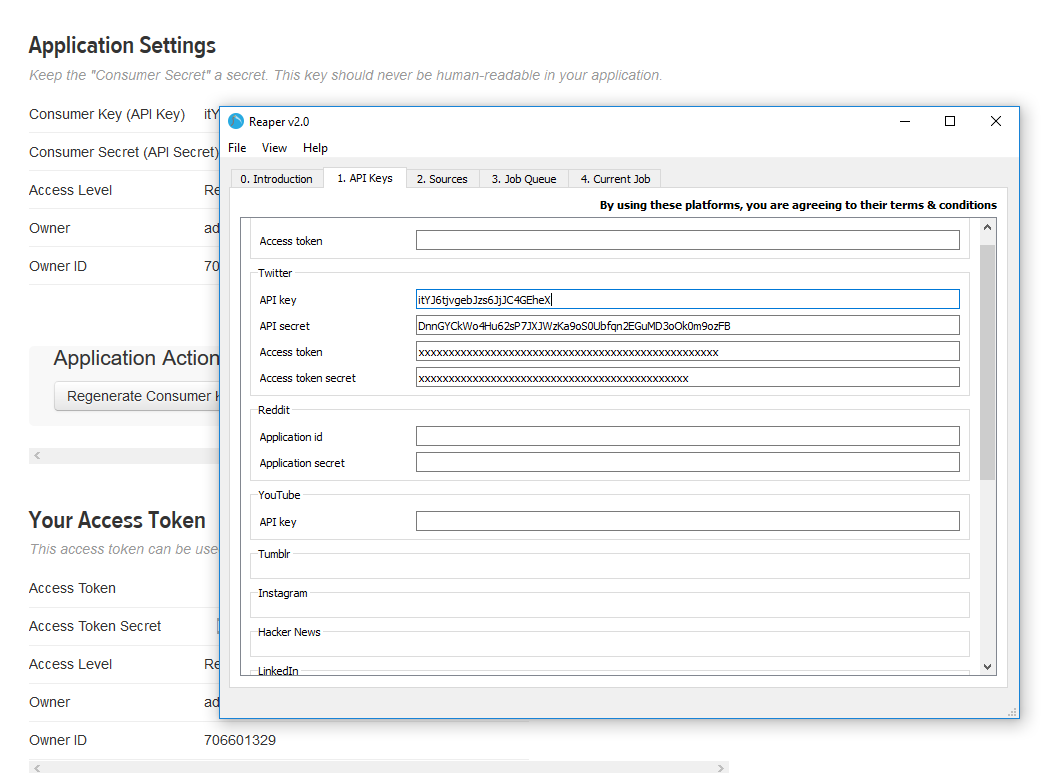 Application Settings
Keep the "Consumer Secret" a secret. This key should never be human-readable in your application.
Consumer Key (API Key) itY
Consumer Secret (API Secret)
Access Level Re
Owner ad
Owner ID 70
Application Action
Regenerate Consumer K
Your Access Token
This access token can be use
Access Token
Access Token Secret
Access Level Re
Owner ad
Owner ID 706601329
Reaper v2.0
File View Help
0. Introduction 1. API Keys 2. Sources 3. Job Queue 4. Current Job
By using these platforms, you are agreeing to their terms & conditions
Access token
Twitter
API key itYJ6tjvgebJzs6JjJC4GEheX
API secret DnnGYCkWo4Hu62sP7JXJWzKa9oS0Ubfqn2EGuMD3oOk0m9ozFB
Access token xxxxxxxxxxxxxxxxxxxxxxxxxxxxxxxxxxxxxxxxxxxxxxxxxx
Access token secret xxxxxxxxxxxxxxxxxxxxxxxxxxxxxxxxxxxxxxxxxxxxx
Reddit
Application id
Application secret
YouTube
API key
Tumblr
Instagram
Hacker News
LinkedIn